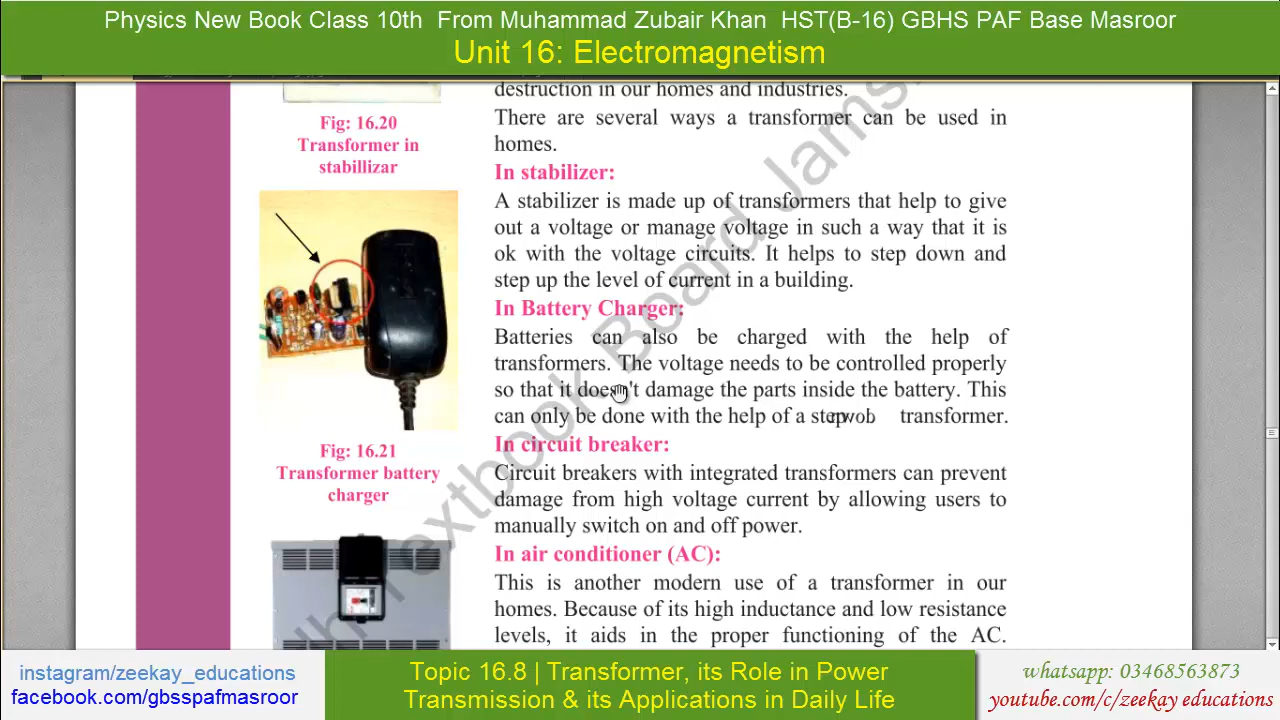 Physics New Book Class 10th From Muhammad Zubair Khan HST(B-16) GBHS PAF Base Masroor
Unit 16: Electromagnetism
destruction in our homes and industries.
There are several ways a transformer can be used in
homes.
In stabilizer:
A stabilizer is made up of transformers that help to give
out a voltage or manage voltage in such a way that it is
ok with the voltage circuits. It helps to step down and
step up the level of current in a building.
In Battery Charger:
Batteries can also be charged with the help of
transformers. The voltage needs to be controlled properly
so that it doesn't damage the parts inside the battery. This
can only be done with the help of a step transformer.
In circuit breaker:
Circuit breakers with integrated transformers can prevent
damage from high voltage current by allowing users to
manually switch on and off power.
In air conditioner (AC):
This is another modern use of a transformer in our
homes. Because of its high inductance and low resistance
levels, it aids in the proper functioning of the AC.
Fig: 16.20
Transformer in
stabillizar
Fig: 16.21
Transformer battery
charger
Textbook Board Jams
instagram/zeekay_educations
facebook.com/gbsspafmasroor
Topic 16.8 | Transformer, its Role in Power
Transmission & its Applications in Daily Life
whatsapp: 03468563873
youtube.com/c/zeekay educations